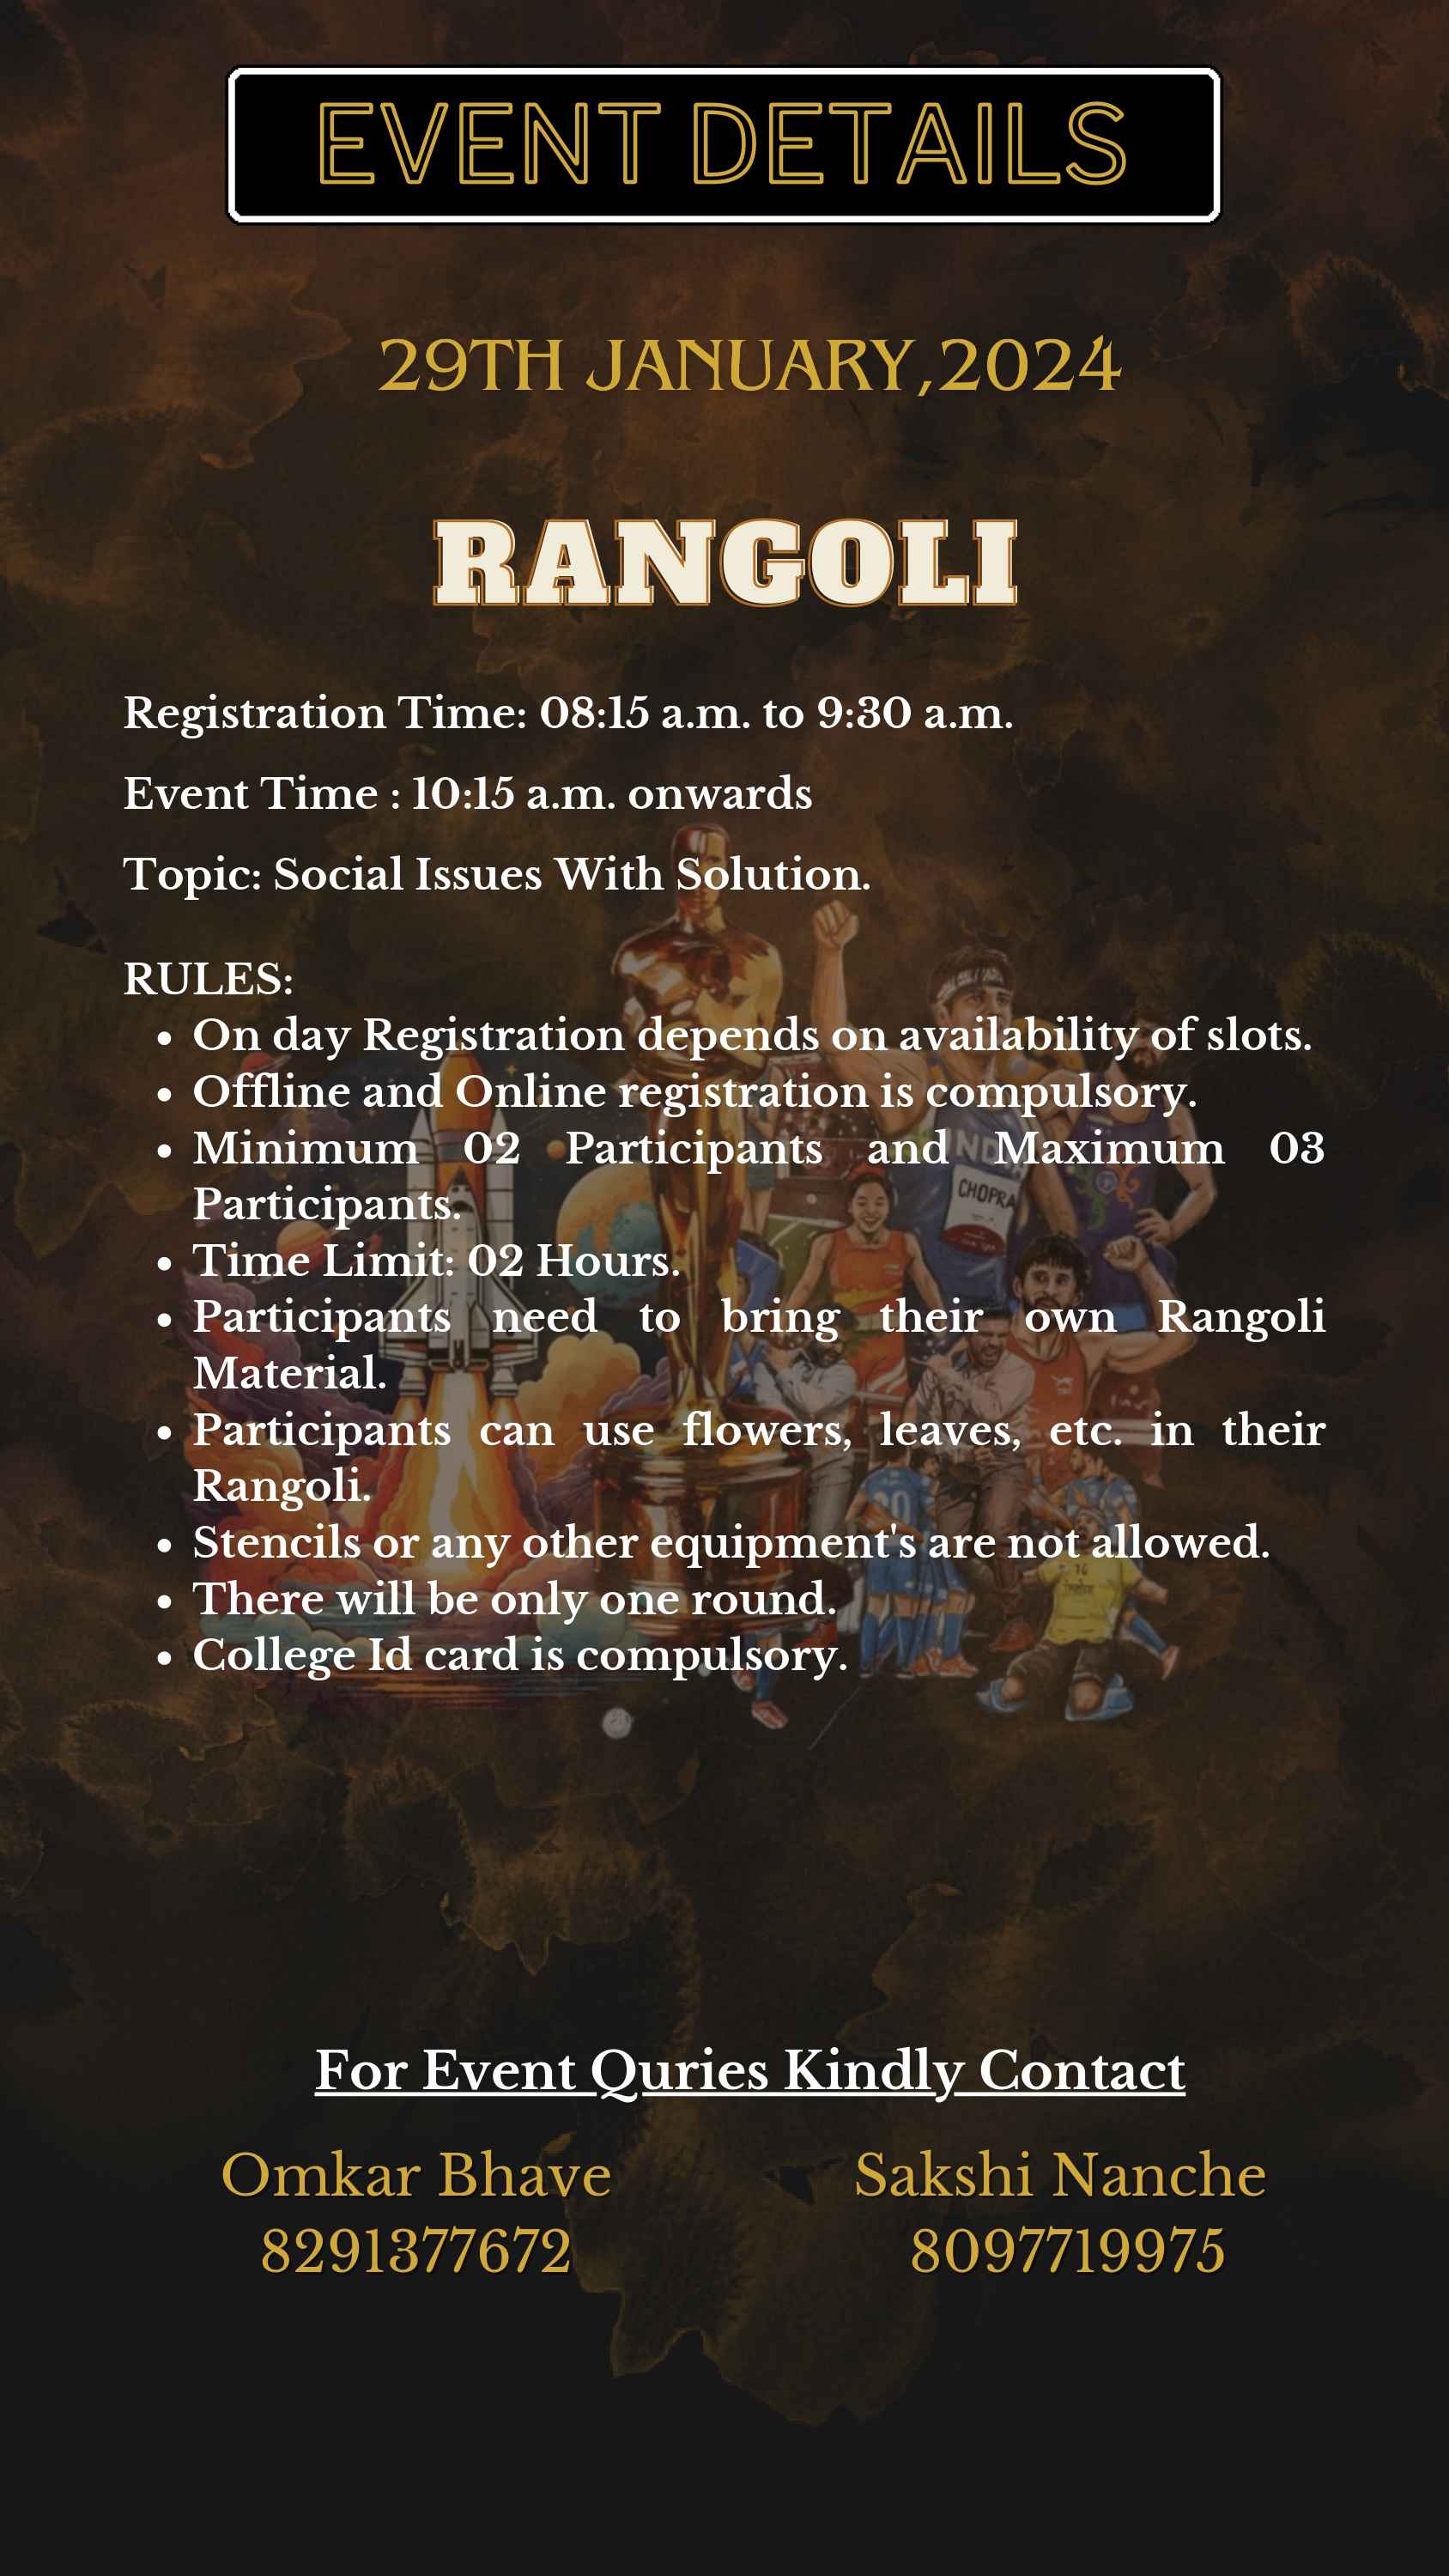 EVENT DETAILS
29TH JANUARY,2024
RANGOLI
Registration Time: 08:15 a.m. to 9:30 a.m.
Event Time : 10:15 a.m. onwards
Topic: Social Issues With Solution.
RULES:
• On day Registration depends on availability of slots.
• Offline and Online registration is compulsory.
• Minimum 02 Participants and Maximum 03
Participants.
• Time Limit: 02 Hours.
• Participants need to bring their own Rangoli
Material.
• Participants can use flowers, leaves, etc. in their
Rangoli.
• Stencils or any other equipment's are not allowed.
• There will be only one round.
• College Id card is compulsory.
CHOPRA
For Event Quries Kindly Contact
Omkar Bhave
8291377672
Sakshi Nanche
8097719975